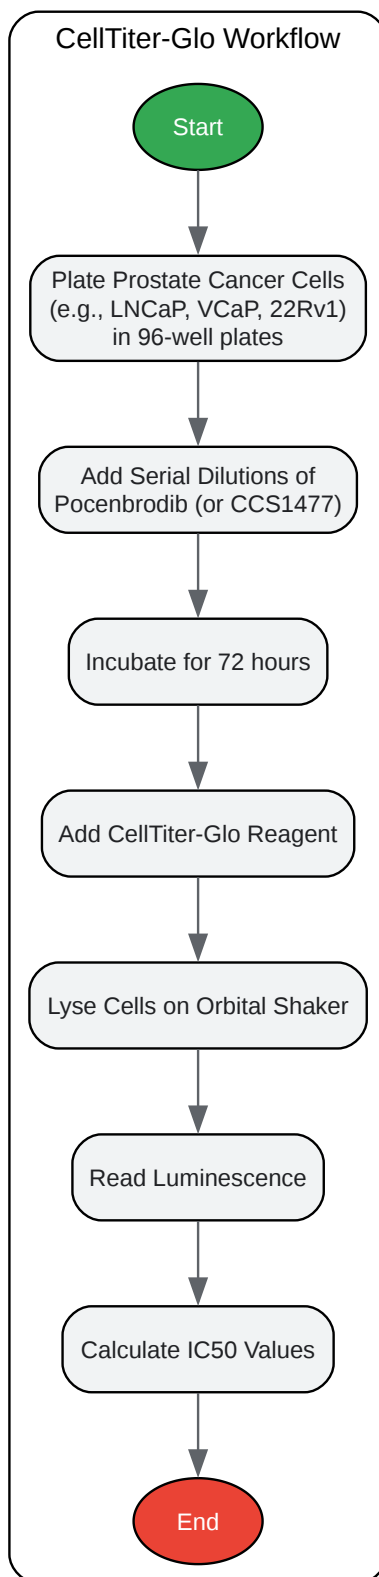 CellTiter-Glo Workflow
Start
Plate Prostate Cancer Cells
(e.g., LNCaP, VCaP, 22Rv1)
in 96-well plates
Add Serial Dilutions of
Pocenbrodib (or CCS1477)
Incubate for 72 hours
Add CellTiter-Glo Reagent
Lyse Cells on Orbital Shaker
Read Luminescence
Calculate IC50 Values
End